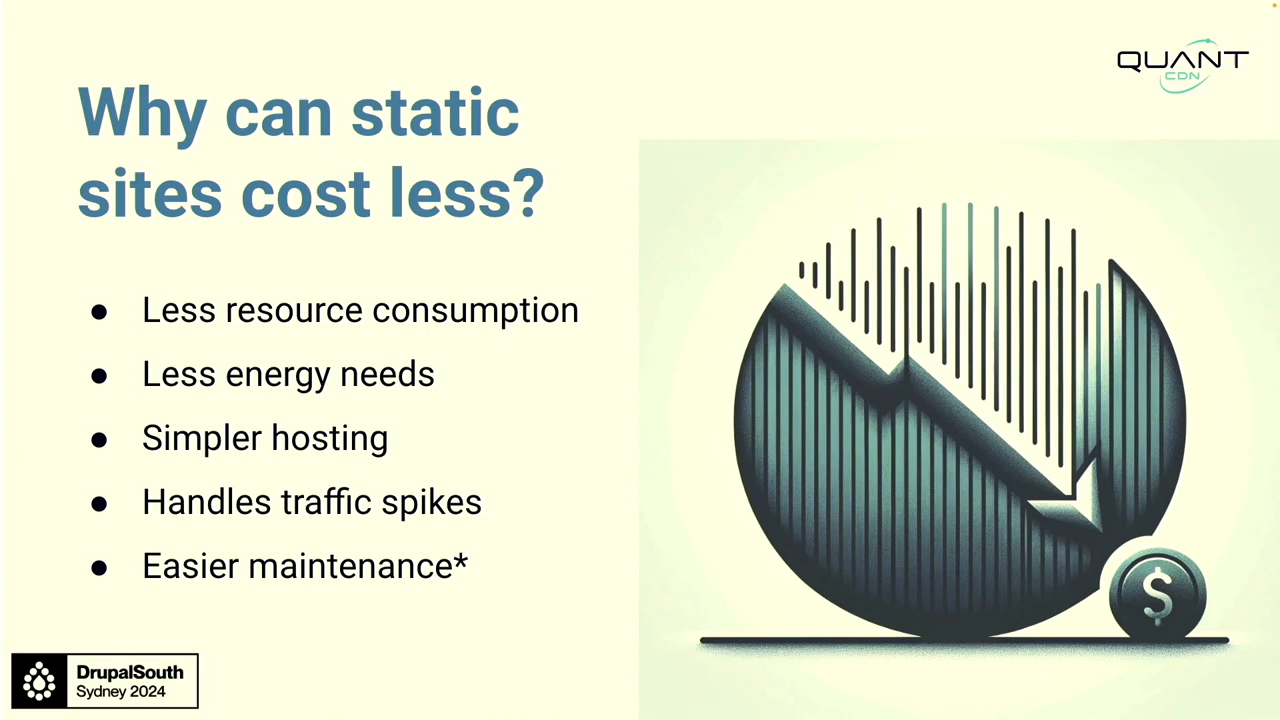 QUANT
CDN
Why can static
sites cost less?
● Less resource consumption
● Less energy needs
● Simpler hosting
● Handles traffic spikes
● Easier maintenance*
$
DrupalSouth
Sydney 2024